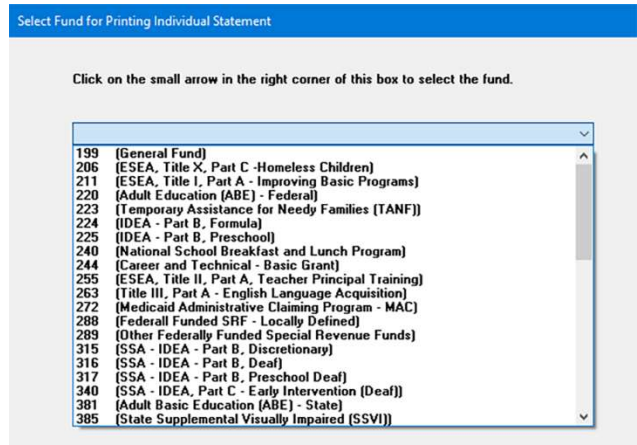 Select Fund for Printing Individual Statement
Click on the small arrow in the right corner of this box to select the fund.
199 (General Fund)
206 (ESEA, Title X, Part C -Homeless Children)
211 (ESEA, Title I, Part A - Improving Basic Programs)
220 (Adult Education (ABE) - Federal)
223 (Temporary Assistance for Needy Families (TANF))
224 (IDEA - Part B, Formula)
225 (IDEA - Part B, Preschool)
240 (National School Breakfast and Lunch Program)
244 (Career and Technical - Basic Grant)
255 (ESEA, Title II, Part A, Teacher Principal Training)
263 (Title III, Part A - English Language Acquisition)
272 (Medicaid Administrative Claiming Program - MAC)
288 (Federall Funded SRF - Locally Defined)
289 (Other Federally Funded Special Revenue Funds)
315 (SSA - IDEA - Part B, Discretionary)
316 (SSA - IDEA - Part B, Deaf)
317 (SSA - IDEA - Part B, Preschool Deaf)
340 (SSA - IDEA, Part C - Early Intervention (Deaf))
381 (Adult Basic Education (ABE) - State)
385 (State Supplemental Visually Impaired (SSVI))